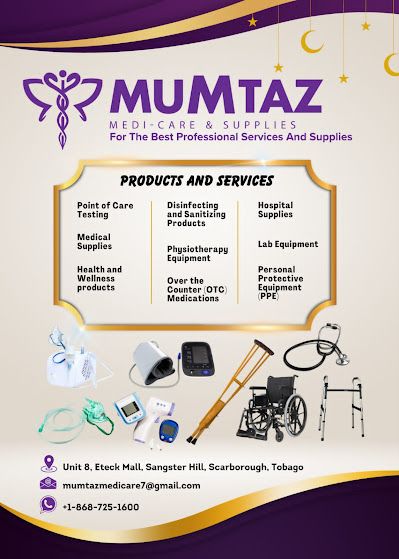 MUMTAZ
MEDI-CARE & SUPPLIES
For The Best Professional Services And Supplies
PRODUCTS AND SERVICES
Point of Care
Testing
Medical
Supplies
Health and
Wellness
products
Disinfecting
and Sanitizing
Products
Physiotherapy
Equipment
Over the
Counter (OTC)
Medications
Hospital
Supplies
Lab Equipment
Personal
Protective
Equipment
(PPE)
Unit 8, Eteck Mall, Sangster Hill, Scarborough, Tobago
mumtazmedicare7@gmail.com
+1-868-725-1600